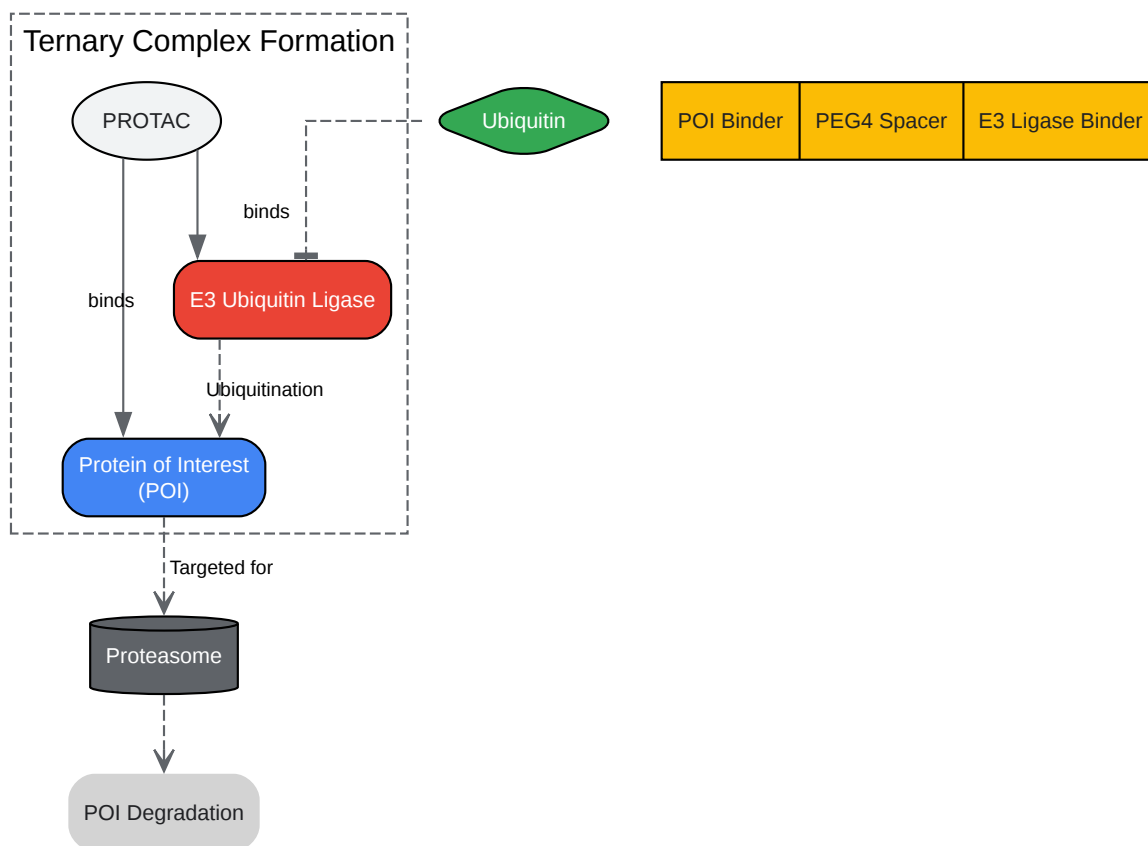 Ternary Complex Formation
PROTAC
Ubiquitin
POI Binder
PEG4 Spacer
E3 Ligase Binder
binds
binds
E3 Ubiquitin Ligase
Ubiquitination
Protein of Interest
(POI)
Targeted for
Proteasome
POI Degradation